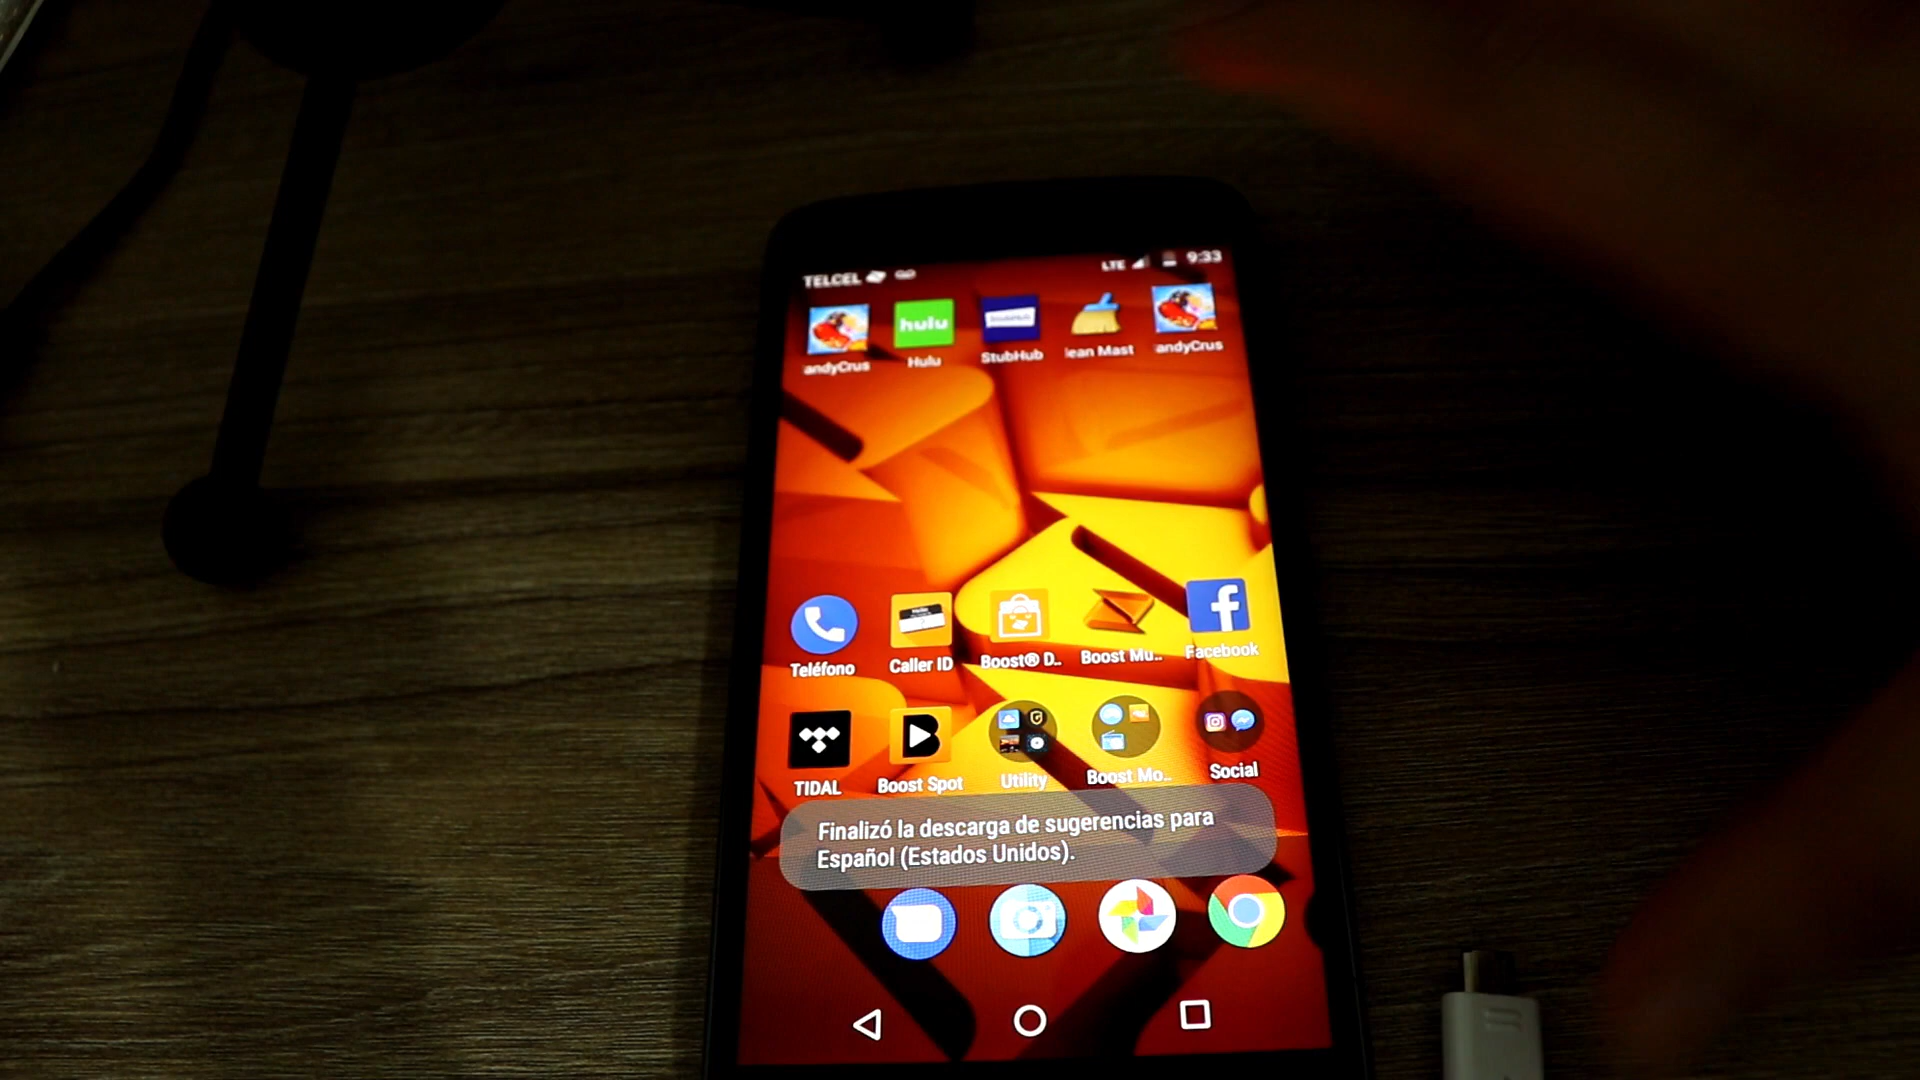 TELCEL LTE 9:33
hulu
andyCrus Hulu StubHub lean Mast andyCrus
Teléfono Caller ID Boost® D.. Boost Mu.. Facebook
TIDAL Boost Spot Utility Boost Mo.. Social
Finalizó la descarga de sugerencias para
Español (Estados Unidos).